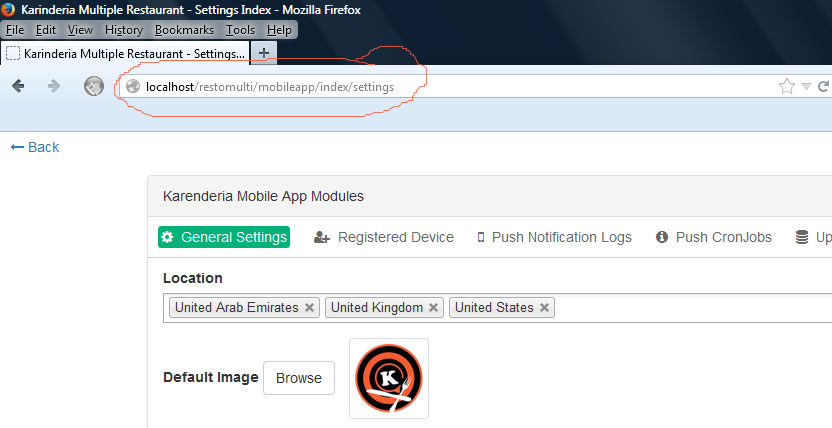 Karinderia Multiple Restaurant - Settings Index - Mozilla Firefox
File Edit View History Bookmarks Tools Help
Karinderia Multiple Restaurant - Settings... +
localhost/restomulti/mobileapp/index/settings
Back
Karenderia Mobile App Modules
General Settings Registered Device Push Notification Logs Push CronJobs Up
Location
United Arab Emirates × United Kingdom × United States ×
Default Image Browse K